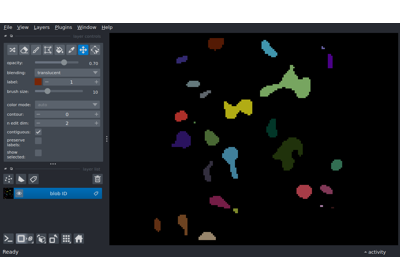 File View Layers Plugins Window Help
opacity: 0.70
blending: translucent
label: 1
brush size: 10
color mode: auto
contour: 0
n edit dim: 2
contiguous:
preserve labels:
show selected:
blob ID
Ready
activity